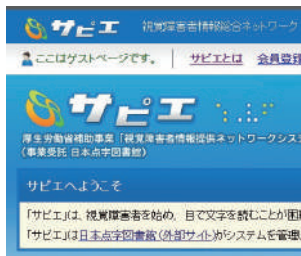 サピエ 視覚障害者情報総合ネットワーク
ここはゲストページです。 サピエとは 会員登
サピエ
厚生労働省補助事業「視覚障害者情報提供ネットワークシス
(事業受託 日本点字図書館)
サピエへようこそ
「サピエ」は、視覚障害者を始め、目で文字を読むことが困
「サピエ」は日本点字図書館(外部サイト)がシステムを管理